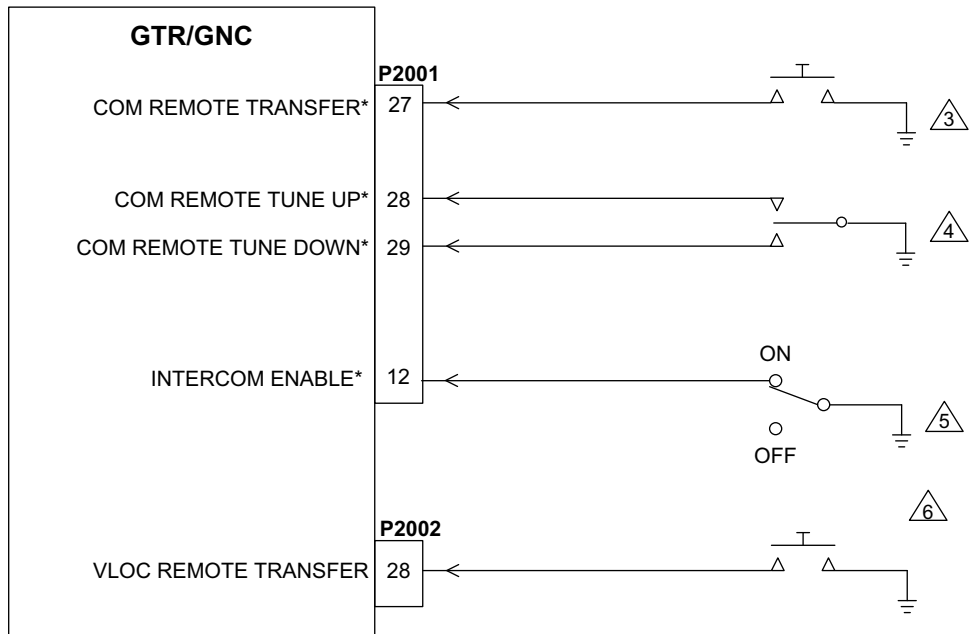 GTR/GNC
P2001
COM REMOTE TRANSFER* 27
3
COM REMOTE TUNE UP* 28
4
COM REMOTE TUNE DOWN* 29
ON
INTERCOM ENABLE* 12
5
OFF
6
P2002
VLOC REMOTE TRANSFER 28